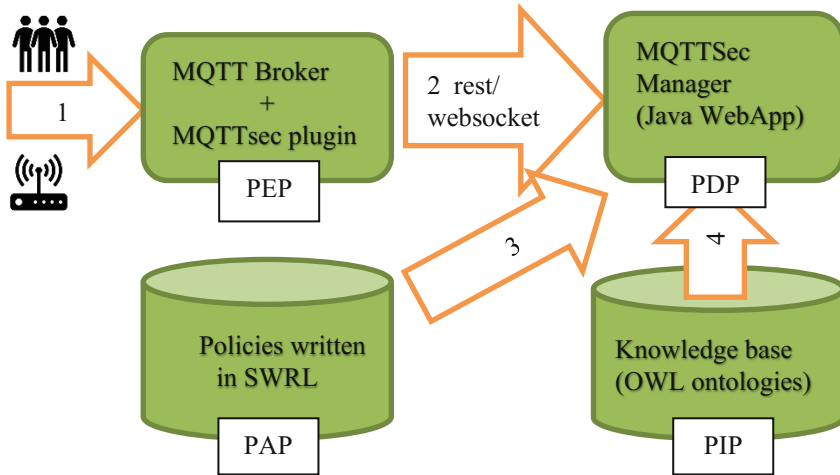 1
MQTT Broker
+
MQTTsec plugin
PEP
2 rest/
websocket
MQTTSec
Manager
(Java WebApp)
PDP
3
4
Policies written
in SWRL
PAP
Knowledge base
(OWL ontologies)
PIP